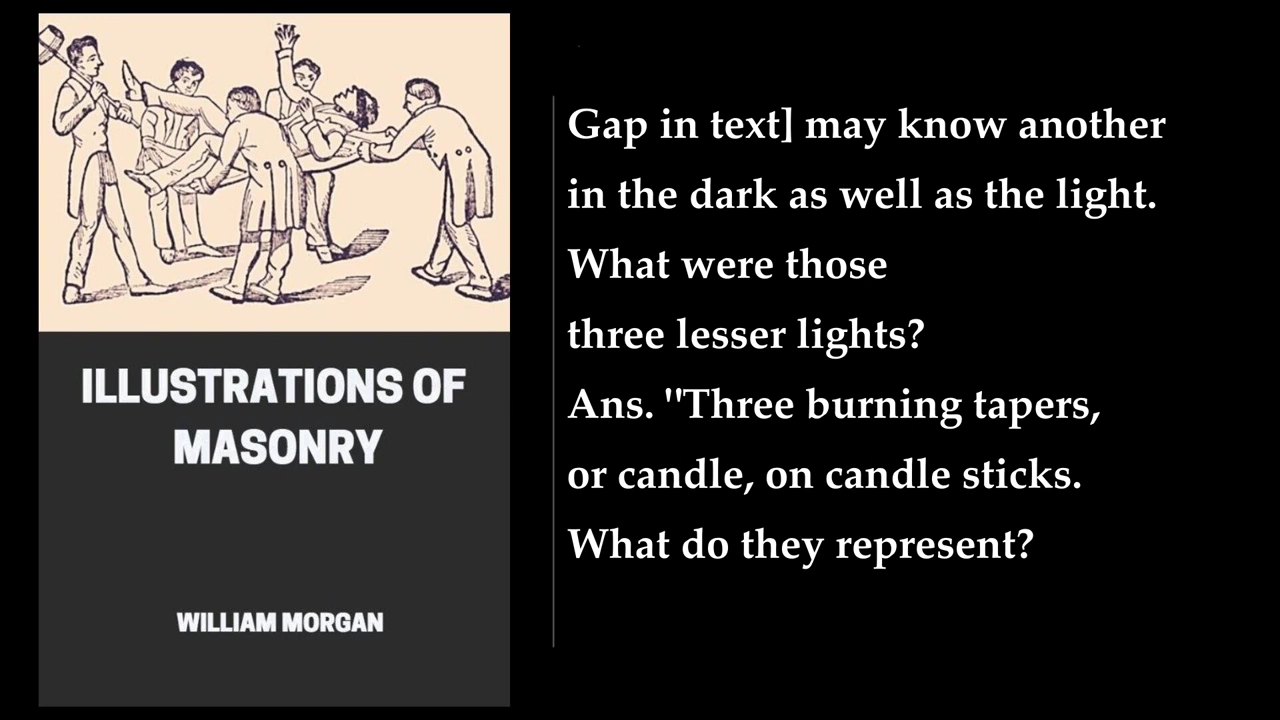 ILLUSTRATIONS OF
MASONRY
WILLIAM MORGAN
Gap in text] may know another
in the dark as well as the light.
What were those
three lesser lights?
Ans. "Three burning tapers,
or candle, on candle sticks.
What do they represent?